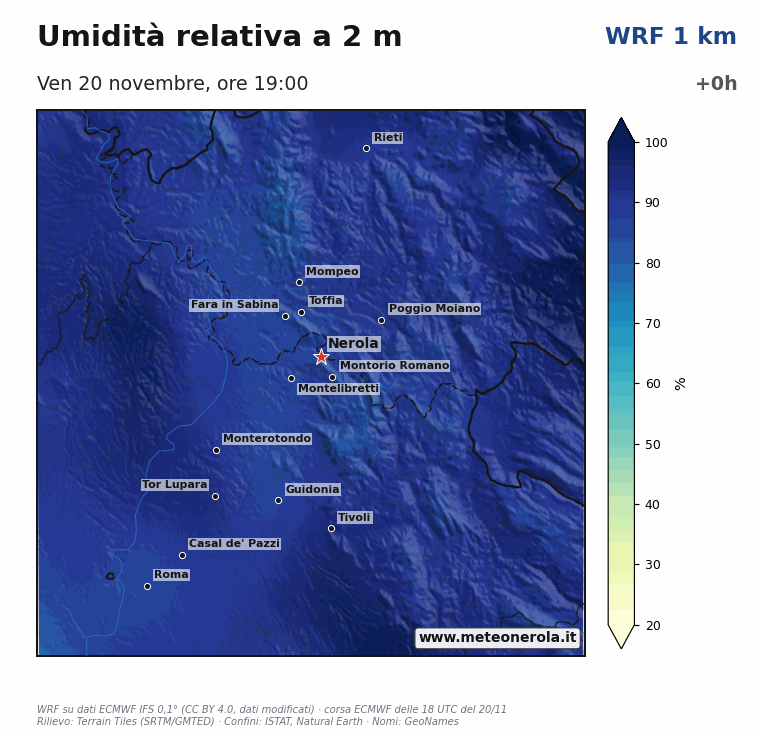 Umidità relativa a 2 m
WRF 1 km
Ven 20 novembre, ore 19:00
+0h
Rieti
Mompeo
Toffia
Fara in Sabina
Poggio Moiano
Nerola
Montorio Romano
Montelibretti
Monterotondo
Tor Lupara
Guidonia
Tivoli
Casal de' Pazzi
Roma
www.meteonerola.it
100
90
80
70
60
50
40
30
20
%
WRF su dati ECMWF IFS 0,1° (CC BY 4.0, dati modificati) · corsa ECMWF delle 18 UTC del 20/11
Rilievo: Terrain Tiles (SRTM/GMTED) · Confini: ISTAT, Natural Earth · Nomi: GeoNames